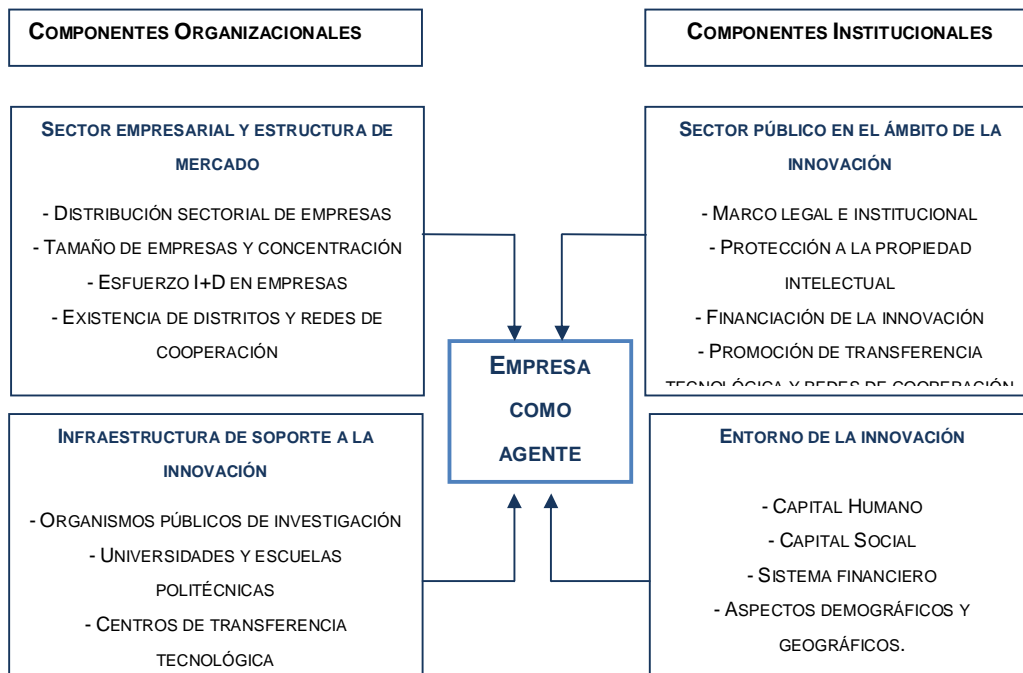 COMPONENTES ORGANIZACIONALES
COMPONENTES INSTITUCIONALES
SECTOR EMPRESARIAL Y ESTRUCTURA DE
MERCADO
- DISTRIBUCIÓN SECTORIAL DE EMPRESAS
- TAMAÑO DE EMPRESAS Y CONCENTRACIÓN
- ESFUERZO I+D EN EMPRESAS
- EXISTENCIA DE DISTRITOS Y REDES DE
COOPERACIÓN
SECTOR PÚBLICO EN EL ÁMBITO DE LA
INNOVACIÓN
- MARCO LEGAL E INSTITUCIONAL
- PROTECCIÓN A LA PROPIEDAD
INTELECTUAL
- FINANCIACIÓN DE LA INNOVACIÓN
- PROMOCIÓN DE TRANSFERENCIA
TECNOLÓGICA Y REDES DE COOPERACIÓN
EMPRESA
COMO
AGENTE
INFRAESTRUCTURA DE SOPORTE A LA
INNOVACIÓN
- ORGANISMOS PÚBLICOS DE INVESTIGACIÓN
- UNIVERSIDADES Y ESCUELAS
POLITÉCNICAS
- CENTROS DE TRANSFERENCIA
TECNOLÓGICA
ENTORNO DE LA INNOVACIÓN
- CAPITAL HUMANO
- CAPITAL SOCIAL
- SISTEMA FINANCIERO
- ASPECTOS DEMOGRÁFICOS Y
GEOGRÁFICOS.